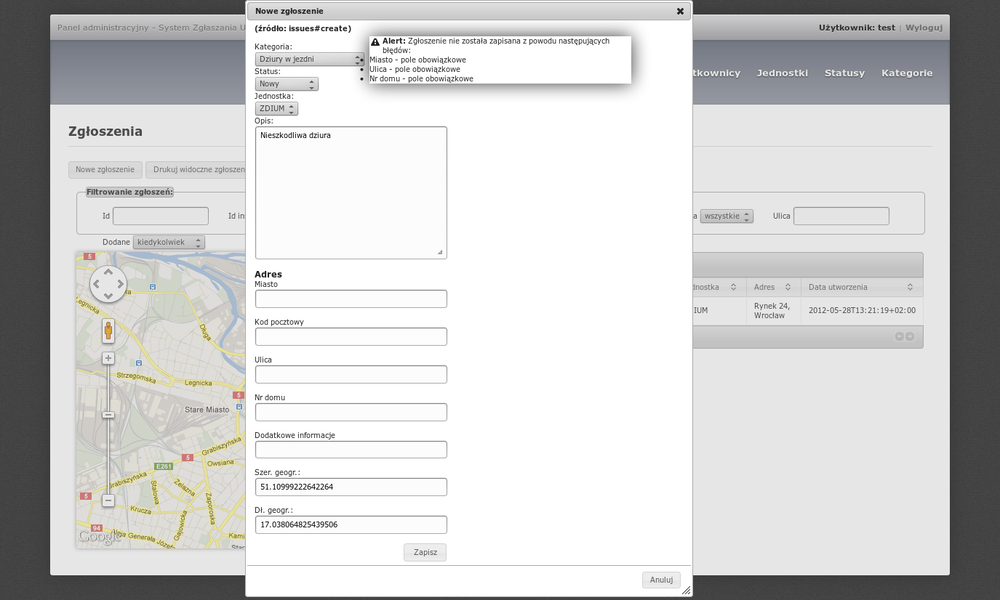 Nowe zgłoszenie
Panel administracyjny - System Zgłaszania U
Użytkownik: test | Wyloguj
(źródło: issues#create)
Alert: Zgłoszenie nie została zapisana z powodu następujących
błędów:
Miasto - pole obowiązkowe
Ulica - pole obowiązkowe
Nr domu - pole obowiązkowe
Kategoria:
Dziury w jezdni
Status:
Nowy
Jednostka:
ZDIUM
Opis:
Nieszkodliwa dziura
Adres
Miasto
Kod pocztowy
Ulica
Nr domu
Dodatkowe informacje
Szer. geogr.:
51.10999222642264
Dł. geogr.:
17.038064825439506
Zapisz
Anuluj
tkownicy Jednostki Statusy Kategorie
Zgłoszenia
Nowe zgłoszenie Drukuj widoczne zgłoszen
Filtrowanie zgłoszeń:
Id Id in
a wszystkie Ulica
Dodane kiedykolwiek
dnostka Adres Data utworzenia
IUM Rynek 24, 2012-05-28T13:21:19+02:00
Wrocław
5
ka
Legnicka
Długa
Strzegomska
Legnicka
5
Stare Miasto
Grabiszyńska
5
E261
Owsiana
Grabiszyńska
Żelazna
Stalowa
5
Zaporoska
Krucza
Gajowicka
94
Aleja Generała Józef
Kami
Google
Star